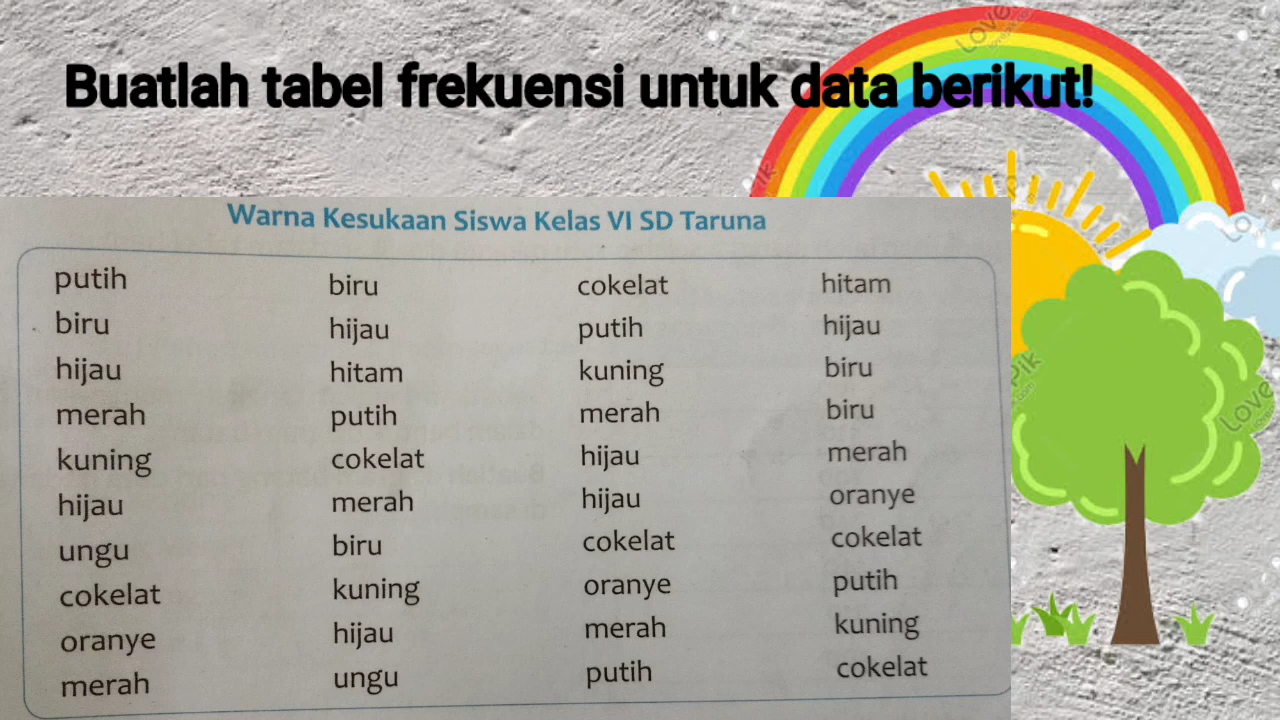 Buatlah tabel frekuensi untuk data berikut!
Warna Kesukaan Siswa Kelas VI SD Taruna
putih biru cokelat hitam
biru hijau putih hijau
hijau hitam kuning biru
merah putih merah biru
kuning cokelat hijau merah
hijau merah hijau oranye
ungu biru cokelat cokelat
cokelat kuning oranye putih
oranye hijau merah kuning
merah ungu putih cokelat